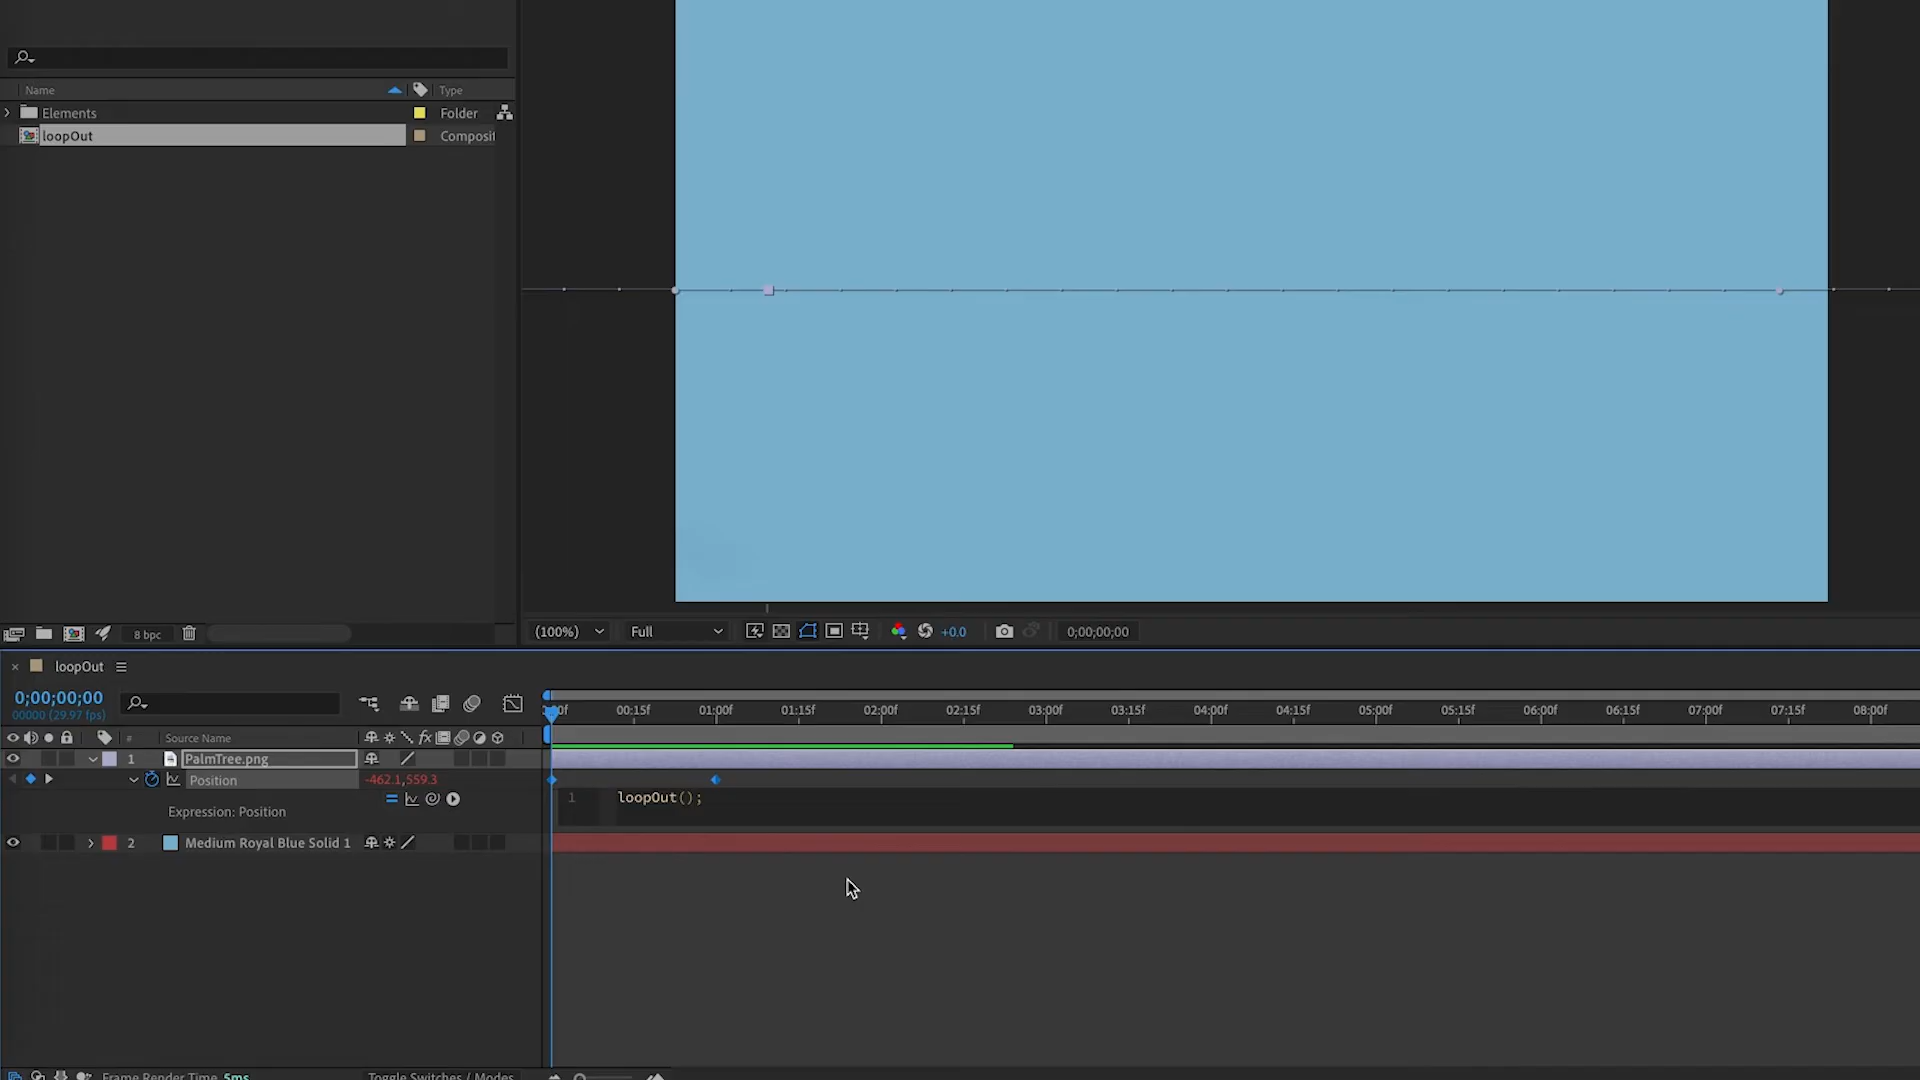 Name Type
Elements Folder
loopOut Composit
8 bpc
(100%) Full +0.0 0;00;00;00
loopOut
0;00;00;00
00000 (29.97 fps)
:00f 00:15f 01:00f 01:15f 02:00f 02:15f 03:00f 03:15f 04:00f 04:15f 05:00f 05:15f 06:00f 06:15f 07:00f 07:15f 08:00f
# Source Name fx
1 PalmTree.png
Position -462.1,559.3
1 loopOut();
Expression: Position
2 Medium Royal Blue Solid 1
Frame Render Time 5ms Toggle Switches / Modes